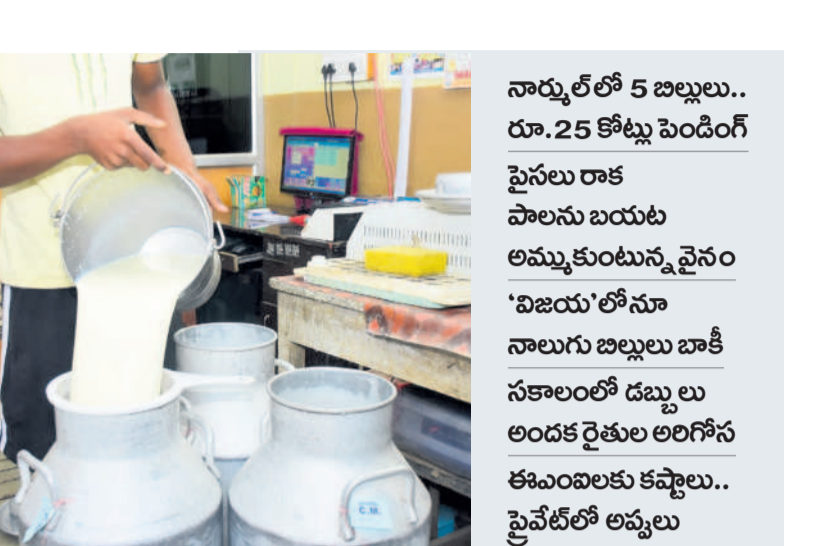 నార్ముల్‌లో 5 బిల్లులు..
రూ.25 కోట్లు పెండింగ్
పైసలు రాక
పాలను బయట
అమ్ముకుంటున్న వైనం
‘విజయ’లోనూ
నాలుగు బిల్లులు బాకీ
సకాలంలో డబ్బులు
అందక రైతుల అరిగోస
ఈఎంఐలకు కష్టాలు..
ప్రైవేట్‌లో అప్పులు
C.M.